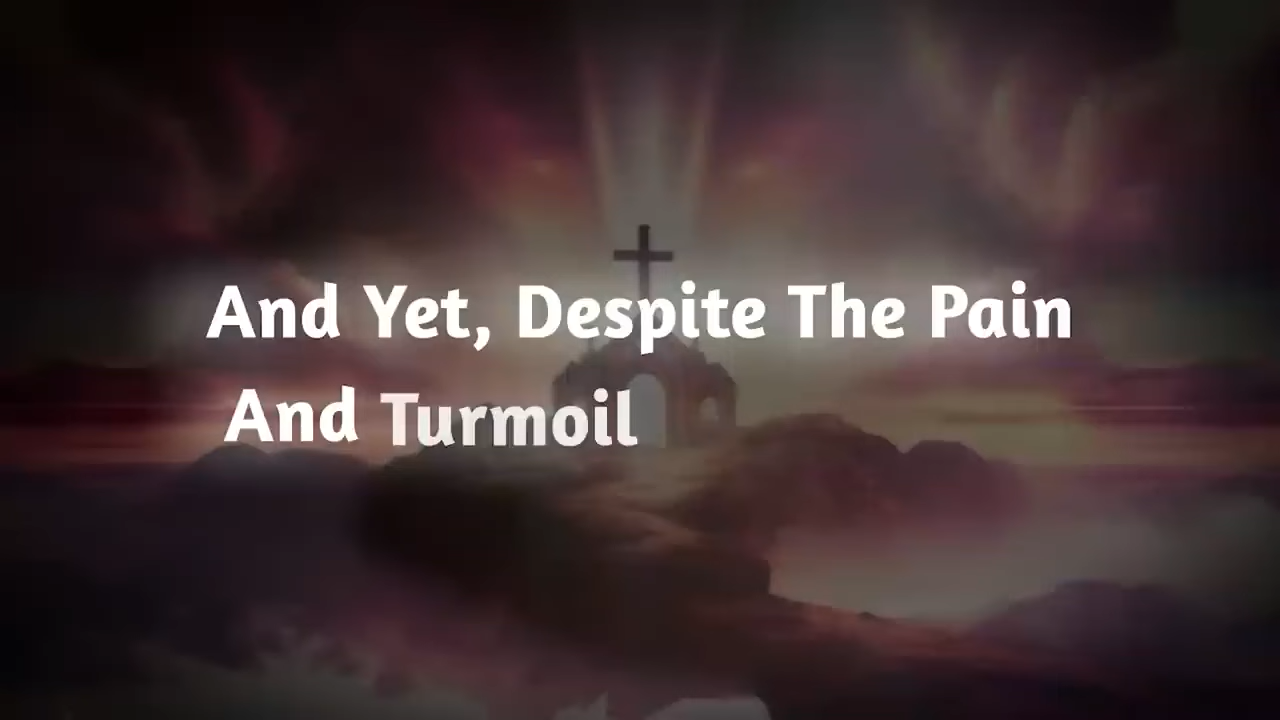 And Yet, Despite The Pain
And Turmoil